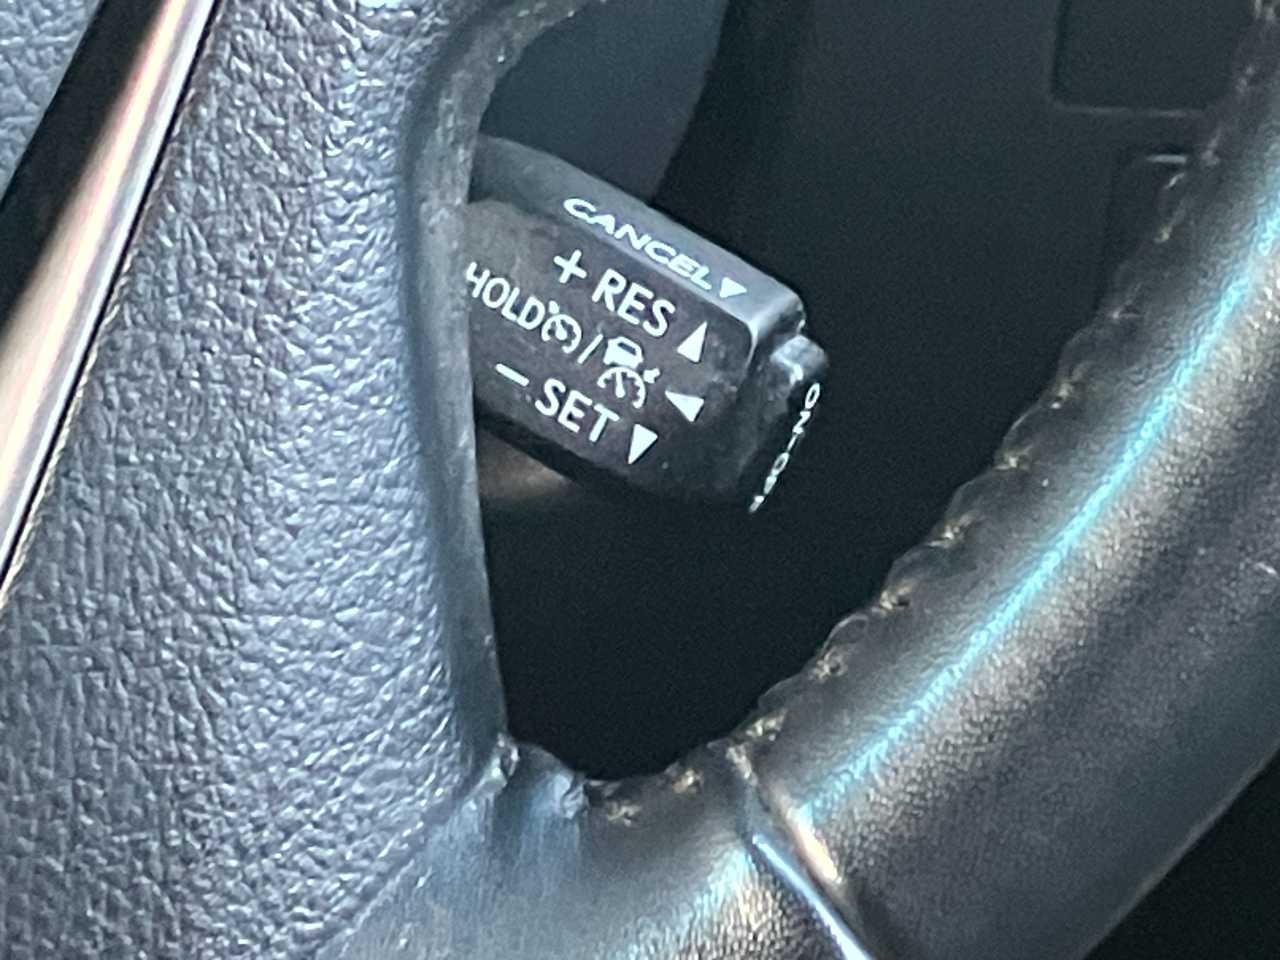 CANCEL▼
+ RES ▲
HOLD / ◀
− SET ▼
ON-OFF